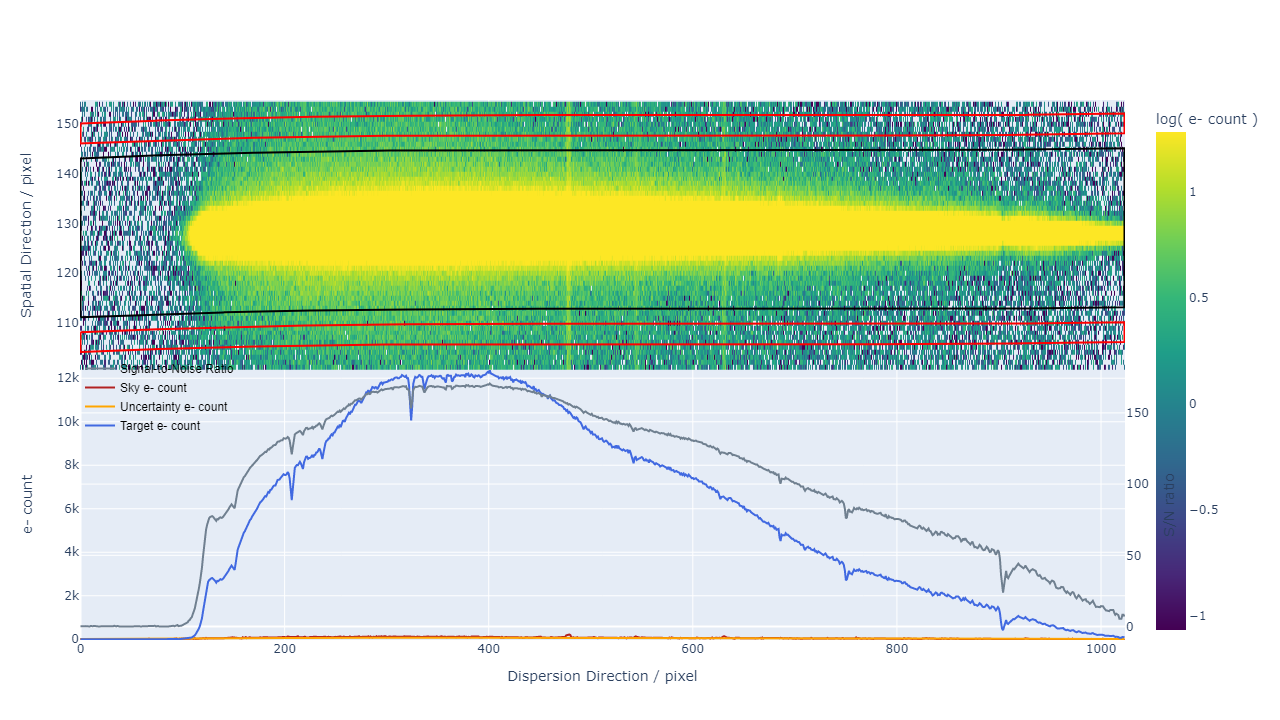 log( e- count )
150
140
130
120
110
Spatial Direction / pixel
1
0.5
0
−0.5
−1
Signal-to-Noise Ratio
Sky e- count
Uncertainty e- count
Target e- count
12k
10k
8k
6k
4k
2k
0
e- count
150
100
50
0
S/N ratio
0
200
400
600
800
1000
Dispersion Direction / pixel